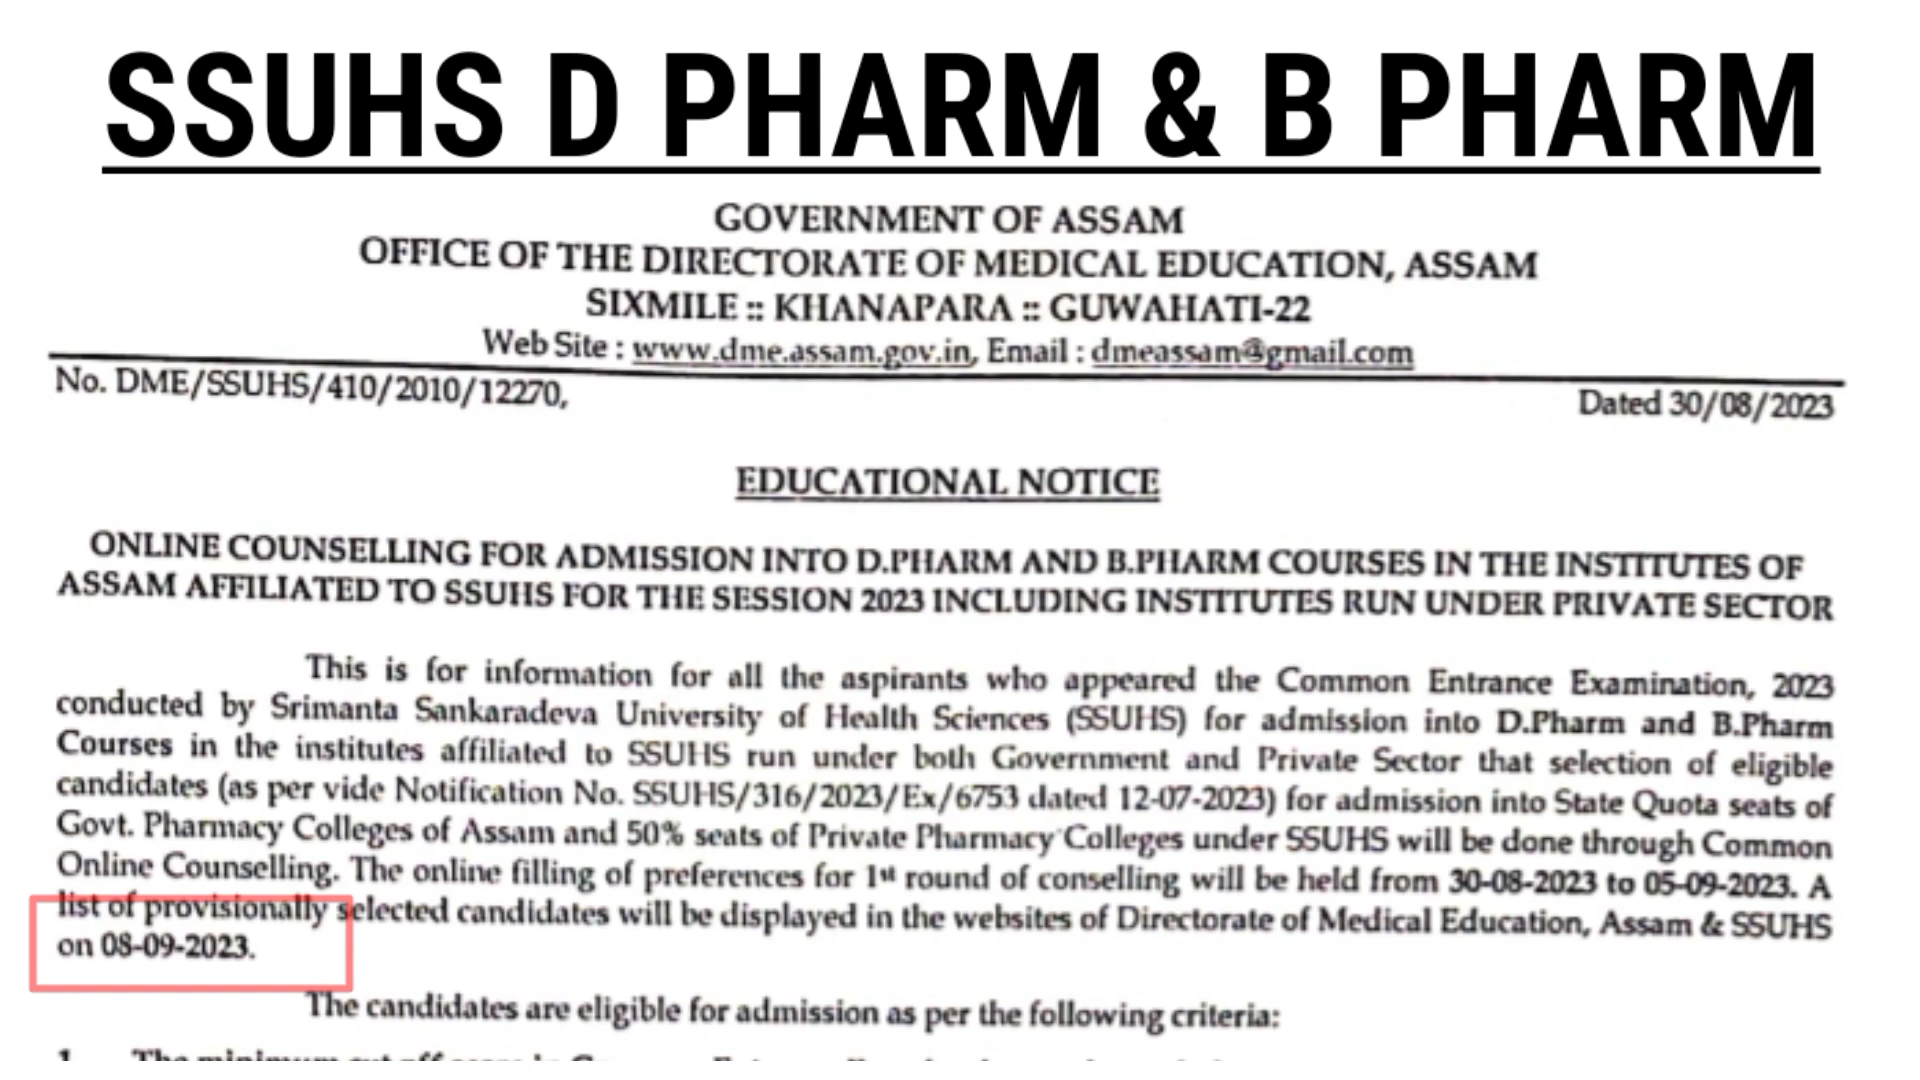 SSUHS D PHARM & B PHARM
GOVERNMENT OF ASSAM
OFFICE OF THE DIRECTORATE OF MEDICAL EDUCATION, ASSAM
SIXMILE :: KHANAPARA :: GUWAHATI-22
Web Site : www.dme.assam.gov.in, Email : dmeassam@gmail.com
No. DME/SSUHS/410/2010/12270,
Dated 30/08/2023
EDUCATIONAL NOTICE
ONLINE COUNSELLING FOR ADMISSION INTO D.PHARM AND B.PHARM COURSES IN THE INSTITUTES OF
ASSAM AFFILIATED TO SSUHS FOR THE SESSION 2023 INCLUDING INSTITUTES RUN UNDER PRIVATE SECTOR
This is for information for all the aspirants who appeared the Common Entrance Examination, 2023
conducted by Srimanta Sankaradeva University of Health Sciences (SSUHS) for admission into D.Pharm and B.Pharm
Courses in the institutes affiliated to SSUHS run under both Government and Private Sector that selection of eligible
candidates (as per vide Notification No. SSUHS/316/2023/Ex/6753 dated 12-07-2023) for admission into State Quota seats of
Govt. Pharmacy Colleges of Assam and 50% seats of Private Pharmacy Colleges under SSUHS will be done through Common
Online Counselling. The online filling of preferences for 1st round of conselling will be held from 30-08-2023 to 05-09-2023. A
list of provisionally selected candidates will be displayed in the websites of Directorate of Medical Education, Assam & SSUHS
on 08-09-2023.
The candidates are eligible for admission as per the following criteria:
1. The minimum cut off